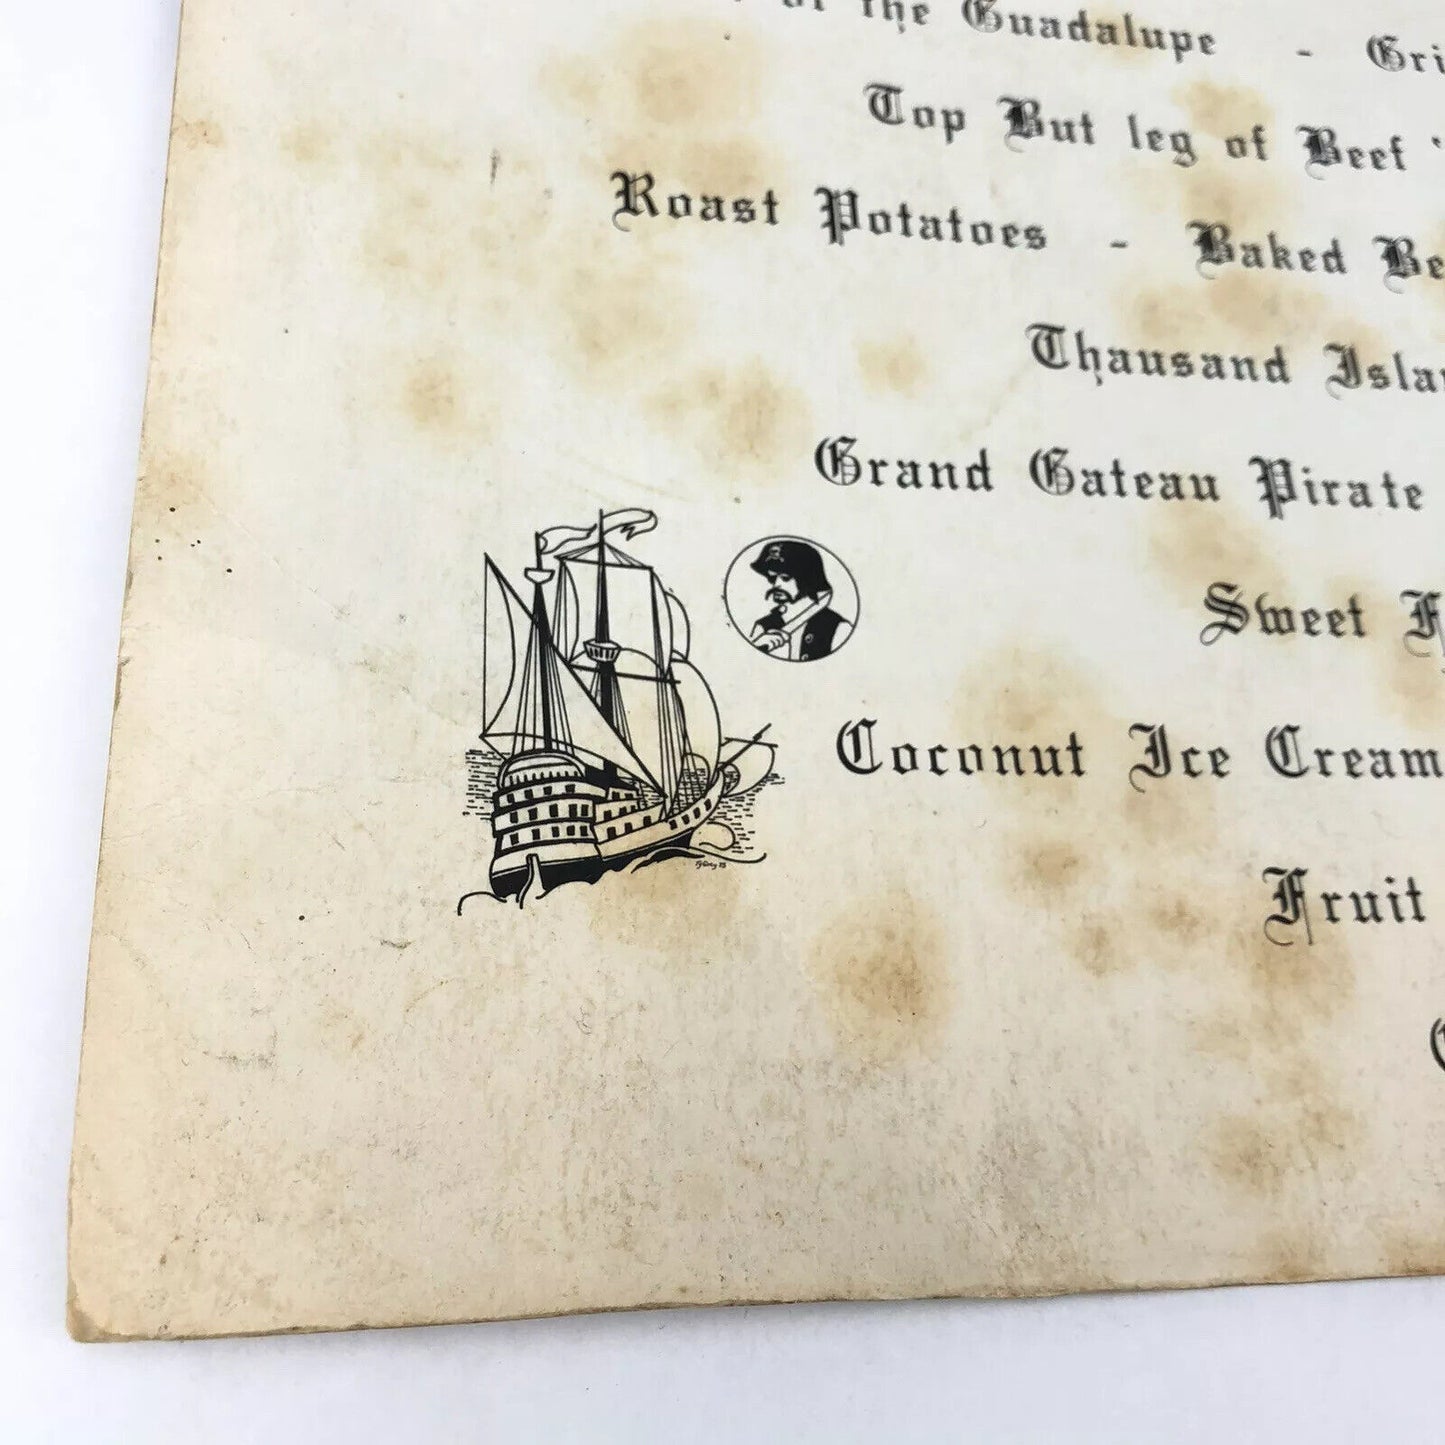 of the Guadalupe - Gri
Top But leg of Beef "
Roast Potatoes - Baked Be
Thausand Isla
Grand Gateau Pirate
Sweet F
Coconut Ice Cream
Fruit